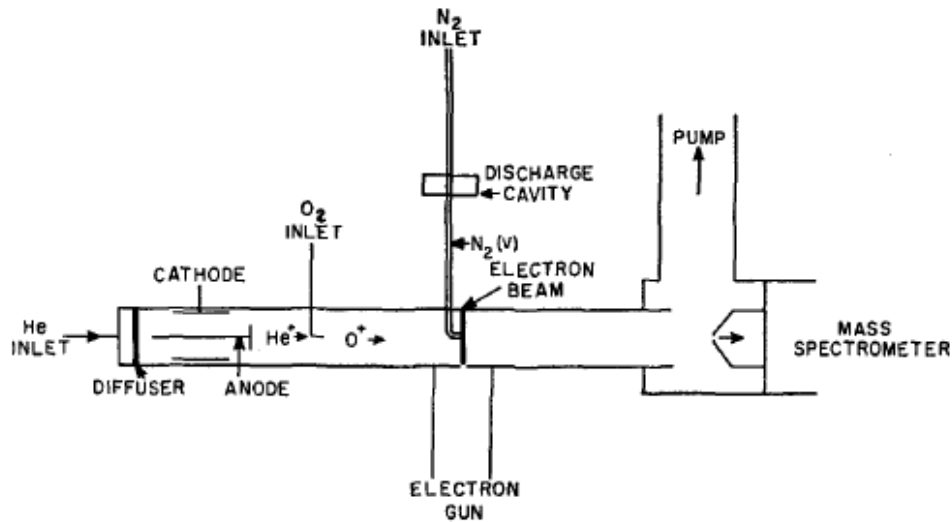 N₂
INLET
PUMP
DISCHARGE
CAVITY
O₂
INLET
N₂(V)
CATHODE
ELECTRON
BEAM
He
INLET
He⁺
O⁺
MASS
SPECTROMETER
DIFFUSER
ANODE
ELECTRON
GUN